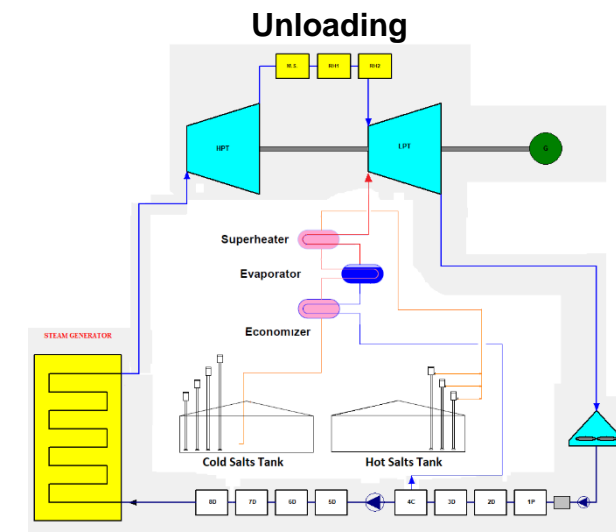 Unloading
M.S.
RH1
RH2
HPT
LPT
G
Superheater
Evaporator
Economizer
STEAM GENERATOR
Cold Salts Tank
Hot Salts Tank
8D
7D
6D
5D
4C
3D
2D
1P